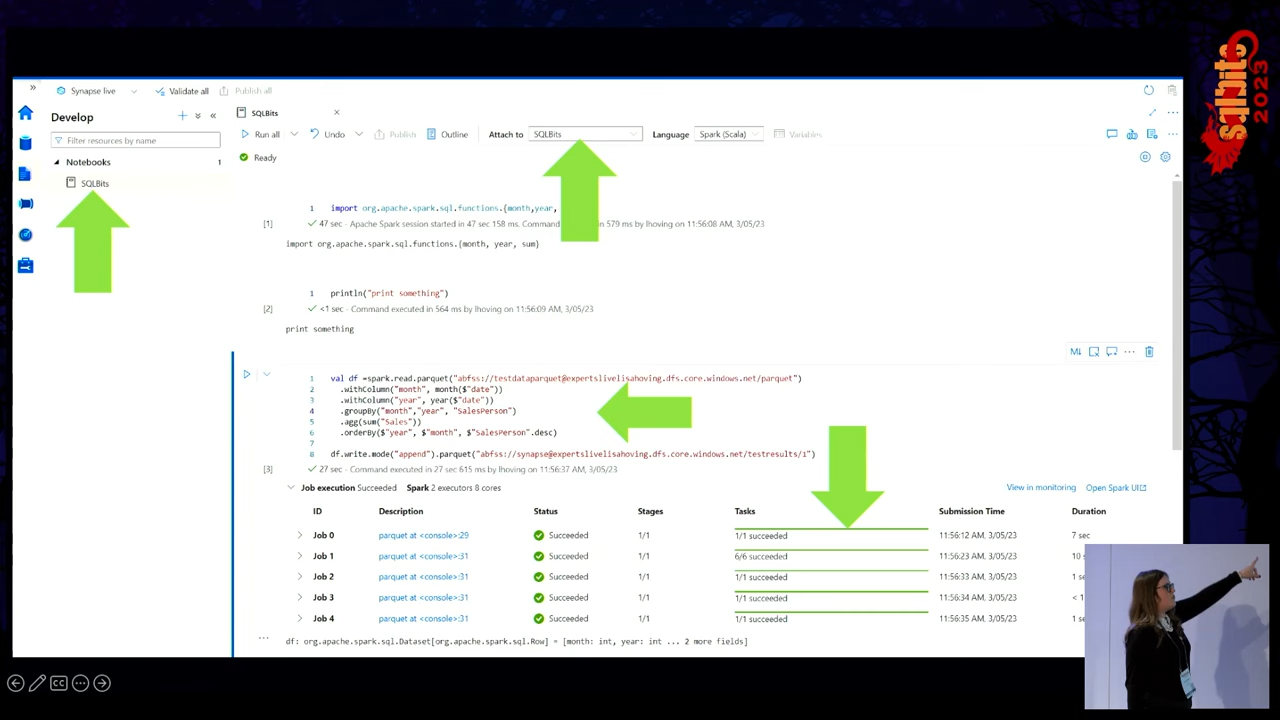 Synapse live
Validate all
Publish all
Develop
Filter resources by name
Notebooks 1
SQLBits
SQLBits
Run all
Undo
Publish
Outline
Attach to
SQLBits
Language
Spark (Scala)
Variables
Ready
1 import org.apache.spark.sql.functions.{month,year,
[1] 47 sec - Apache Spark session started in 47 sec 158 ms. Command in 579 ms by lhoving on 11:56:08 AM, 3/05/23
import org.apache.spark.sql.functions.{month, year, sum}
1 println("print something")
[2] <1 sec - Command executed in 564 ms by lhoving on 11:56:09 AM, 3/05/23
print something
M↓
1 val df =spark.read.parquet("abfss://testdataparquet@expertslivelisahoving.dfs.core.windows.net/parquet")
2 .withColumn("month", month($"date"))
3 .withColumn("year", year($"date"))
4 .groupBy("month","year", "SalesPerson")
5 .agg(sum("Sales"))
6 .orderBy($"year", $"month", $"SalesPerson".desc)
7
8 df.write.mode("append").parquet("abfss://synapse@expertslivelisahoving.dfs.core.windows.net/testresults/1")
[3] 27 sec - Command executed in 27 sec 615 ms by lhoving on 11:56:37 AM, 3/05/23
Job execution Succeeded Spark 2 executors 8 cores View in monitoring Open Spark UI
ID Description Status Stages Tasks Submission Time Duration
Job 0 parquet at <console>:29 Succeeded 1/1 1/1 succeeded 11:56:12 AM, 3/05/23 7 sec
Job 1 parquet at <console>:31 Succeeded 1/1 6/6 succeeded 11:56:23 AM, 3/05/23 10
Job 2 parquet at <console>:31 Succeeded 1/1 1/1 succeeded 11:56:33 AM, 3/05/23 1 se
Job 3 parquet at <console>:31 Succeeded 1/1 1/1 succeeded 11:56:34 AM, 3/05/23 < 1
Job 4 parquet at <console>:31 Succeeded 1/1 1/1 succeeded 11:56:35 AM, 3/05/23 1 se
... df: org.apache.spark.sql.Dataset[org.apache.spark.sql.Row] = [month: int, year: int ... 2 more fields]
sqlbits
2023
CC